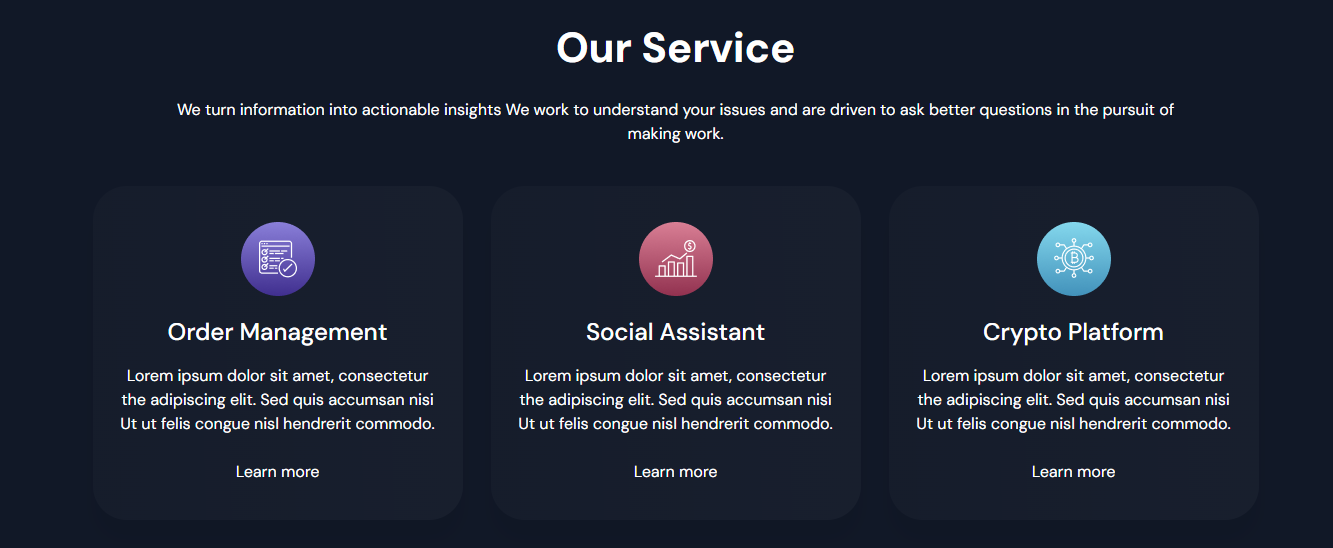 Our Service
We turn information into actionable insights We work to understand your issues and are driven to ask better questions in the pursuit of
making work.
Order Management
Lorem ipsum dolor sit amet, consectetur
the adipiscing elit. Sed quis accumsan nisi
Ut ut felis congue nisl hendrerit commodo.
Learn more
$
Social Assistant
Lorem ipsum dolor sit amet, consectetur
the adipiscing elit. Sed quis accumsan nisi
Ut ut felis congue nisl hendrerit commodo.
Learn more
Crypto Platform
Lorem ipsum dolor sit amet, consectetur
the adipiscing elit. Sed quis accumsan nisi
Ut ut felis congue nisl hendrerit commodo.
Learn more